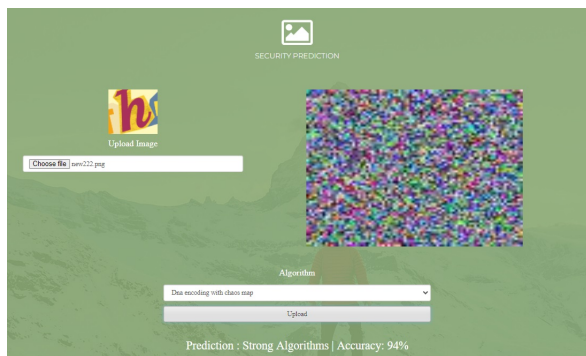 SECURITY PREDICTION
h
Upload Image
Choose file new222.png
Algorithm
Dna encoding with chaos map
Upload
Prediction : Strong Algorithms | Accuracy: 94%